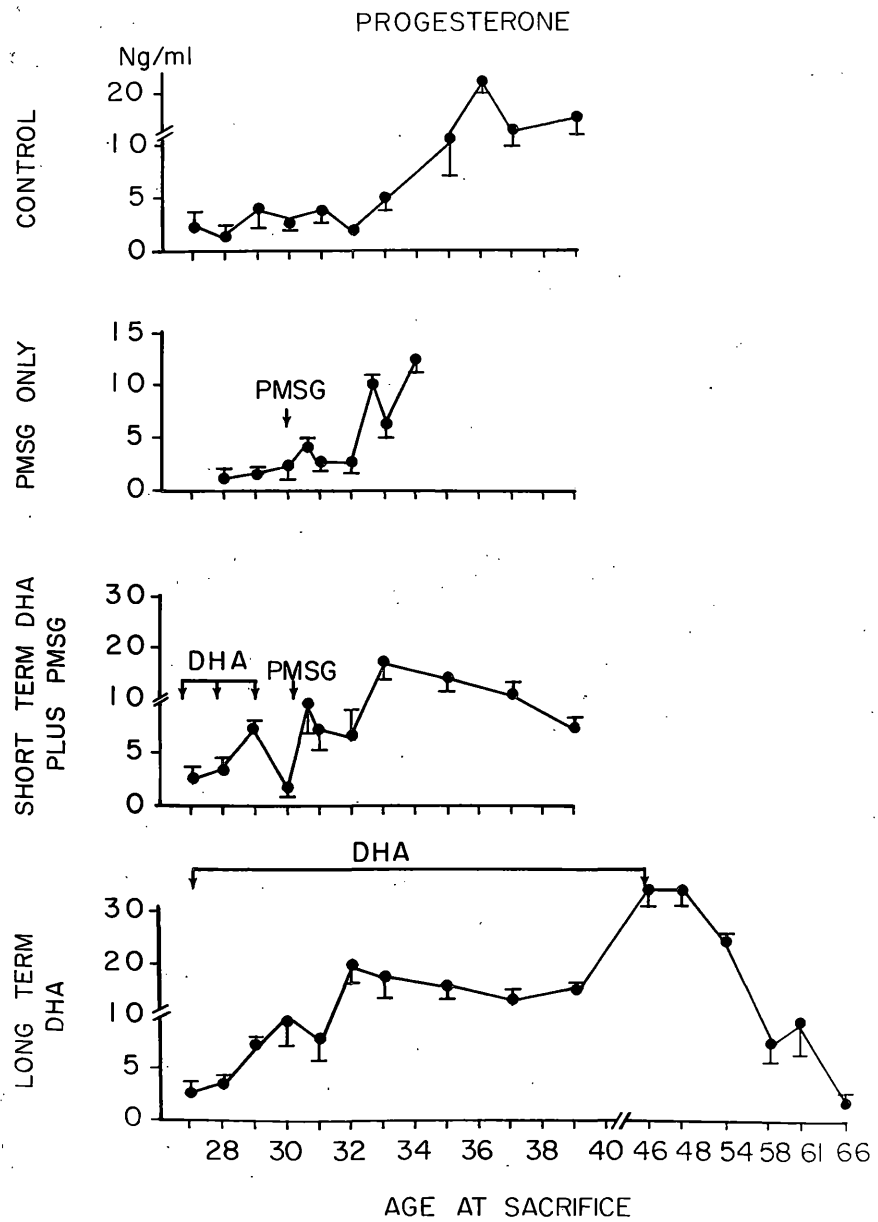 PROGESTERONE
Ng/ml
CONTROL
20
10
5
0
PMSG ONLY
15
10
5
0
PMSG
SHORT TERM DHA
PLUS PMSG
30
20
10
5
0
DHA
PMSG
LONG TERM
DHA
DHA
30
20
10
5
0
28 30 32 34 36 38 40 46 48 54 58 61 66
AGE AT SACRIFICE